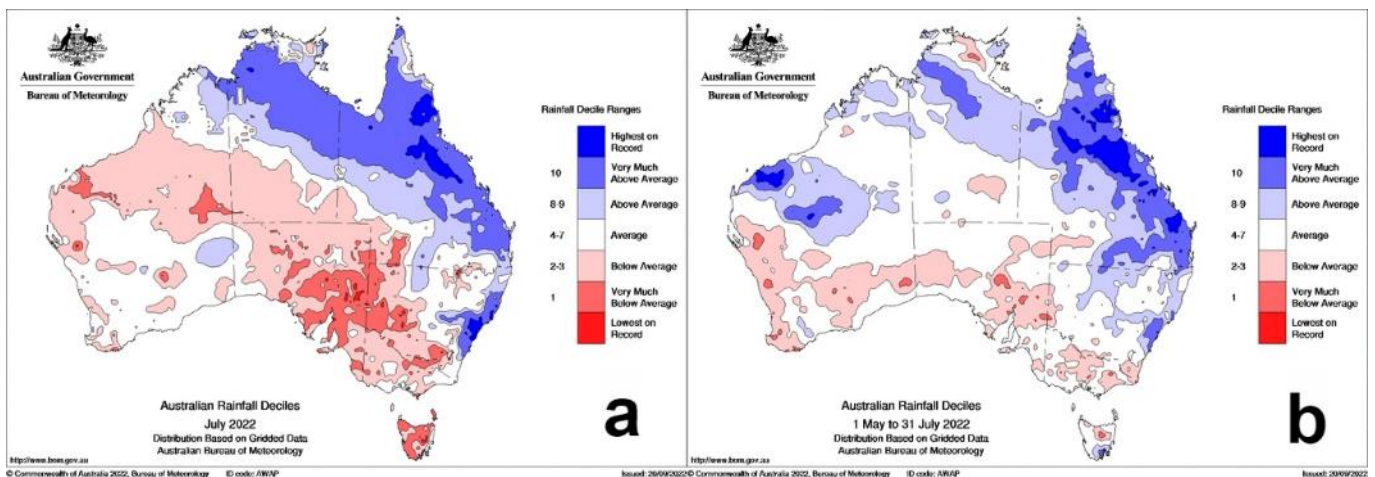 Australian Government
Bureau of Meteorology
Rainfall Decile Ranges
Highest on
Record
10
Very Much
Above Average
8-9
Above Average
4-7
Average
2-3
Below Average
1
Very Much
Below Average
Lowest on
Record
Australian Rainfall Deciles
July 2022
Distribution Based on Gridded Data
Australian Bureau of Meteorology
a
http://www.bom.gov.au
© Commonwealth of Australia 2022, Bureau of Meteorology
ID code: AWAP
Issued: 20/09/2022
Australian Government
Bureau of Meteorology
Rainfall Decile Ranges
Highest on
Record
10
Very Much
Above Average
8-9
Above Average
4-7
Average
2-3
Below Average
1
Very Much
Below Average
Lowest on
Record
Australian Rainfall Deciles
1 May to 31 July 2022
Distribution Based on Gridded Data
Australian Bureau of Meteorology
b
http://www.bom.gov.au
© Commonwealth of Australia 2022, Bureau of Meteorology
ID code: AWAP
Issued: 20/09/2022